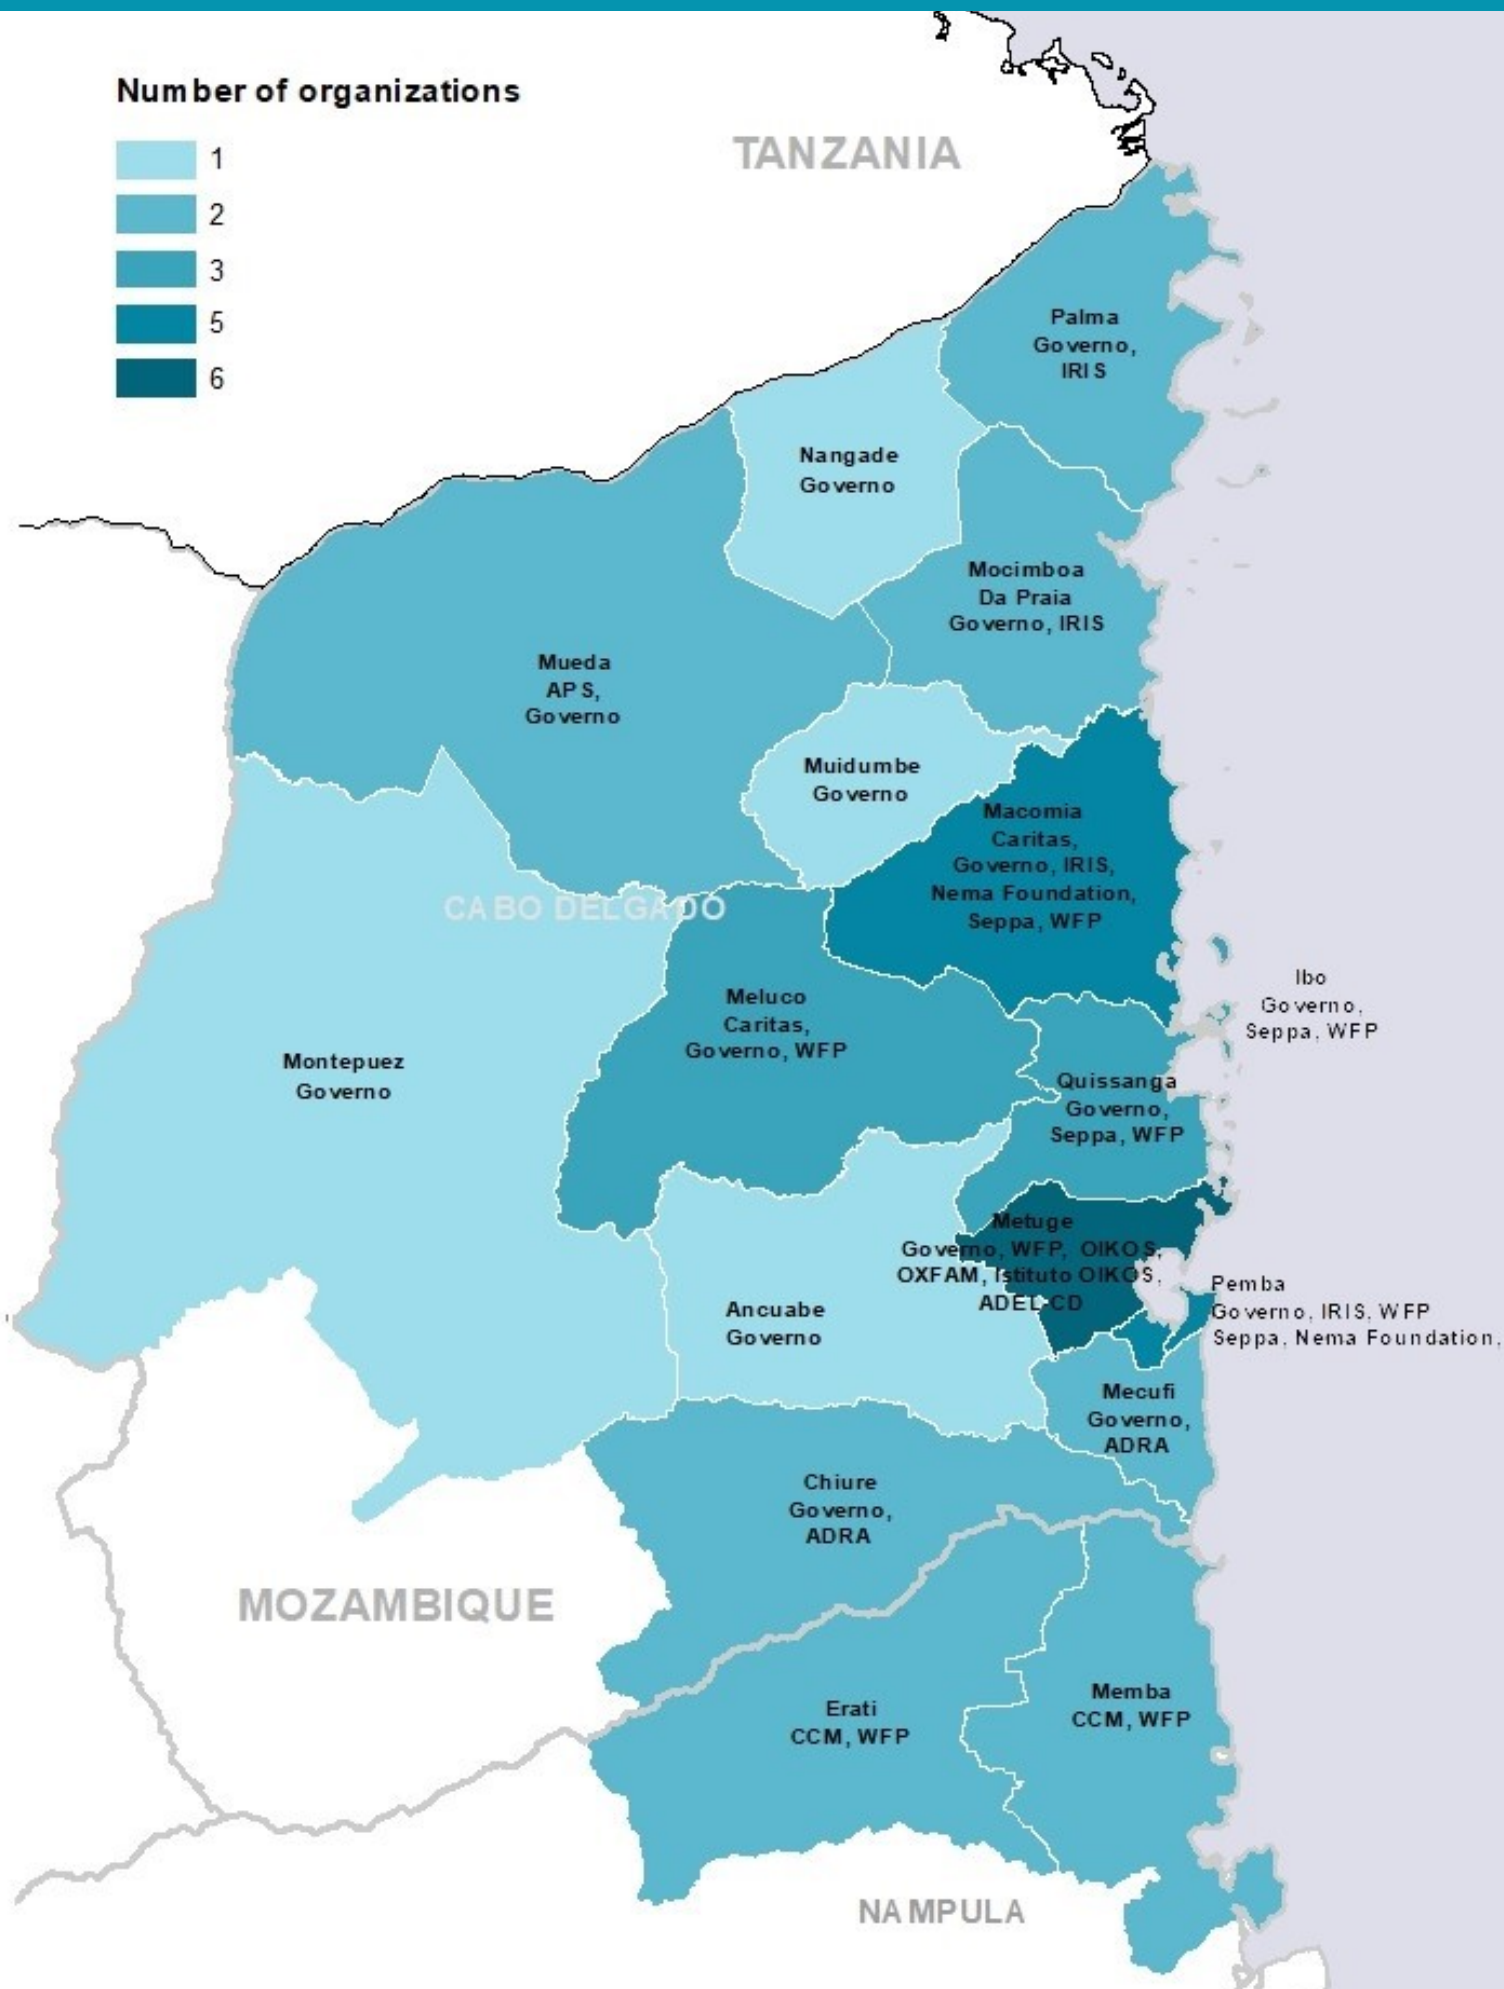 Number of organizations
1
2
3
5
6
TANZANIA
Palma
Governo,
IRIS
Nangade
Governo
Mocimboa
Da Praia
Governo, IRIS
Mueda
APS,
Governo
Muidumbe
Governo
Macomia
Caritas,
Governo, IRIS,
Nema Foundation,
Seppa, WFP
CABO DELGADO
Meluco
Caritas,
Governo, WFP
Ibo
Governo,
Seppa, WFP
Montepuez
Governo
Quissanga
Governo,
Seppa, WFP
Metuge
Governo, WFP, OIKOS,
OXFAM, Istituto OIKOS,
ADEL-CD
Pemba
Governo, IRIS, WFP
Seppa, Nema Foundation,
Ancuabe
Governo
Mecufi
Governo,
ADRA
Chiure
Governo,
ADRA
MOZAMBIQUE
Erati
CCM, WFP
Memba
CCM, WFP
NAMPULA